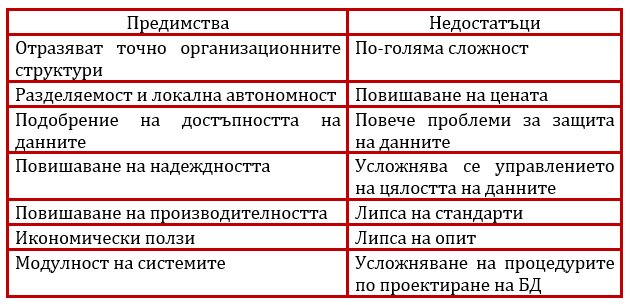 Предимства
Недостатъци
Отразяват точно организационните
структури
По-голяма сложност
Разделяемост и локална автономност
Повишаване на цената
Подобрение на достъпността на
данните
Повече проблеми за защита
на данните
Повишаване на надеждността
Усложнява се управлението
на цялостта на данните
Повишаване на производителността
Липса на стандарти
Икономически ползи
Липса на опит
Модулност на системите
Усложняване на процедурите
по проектиране на БД